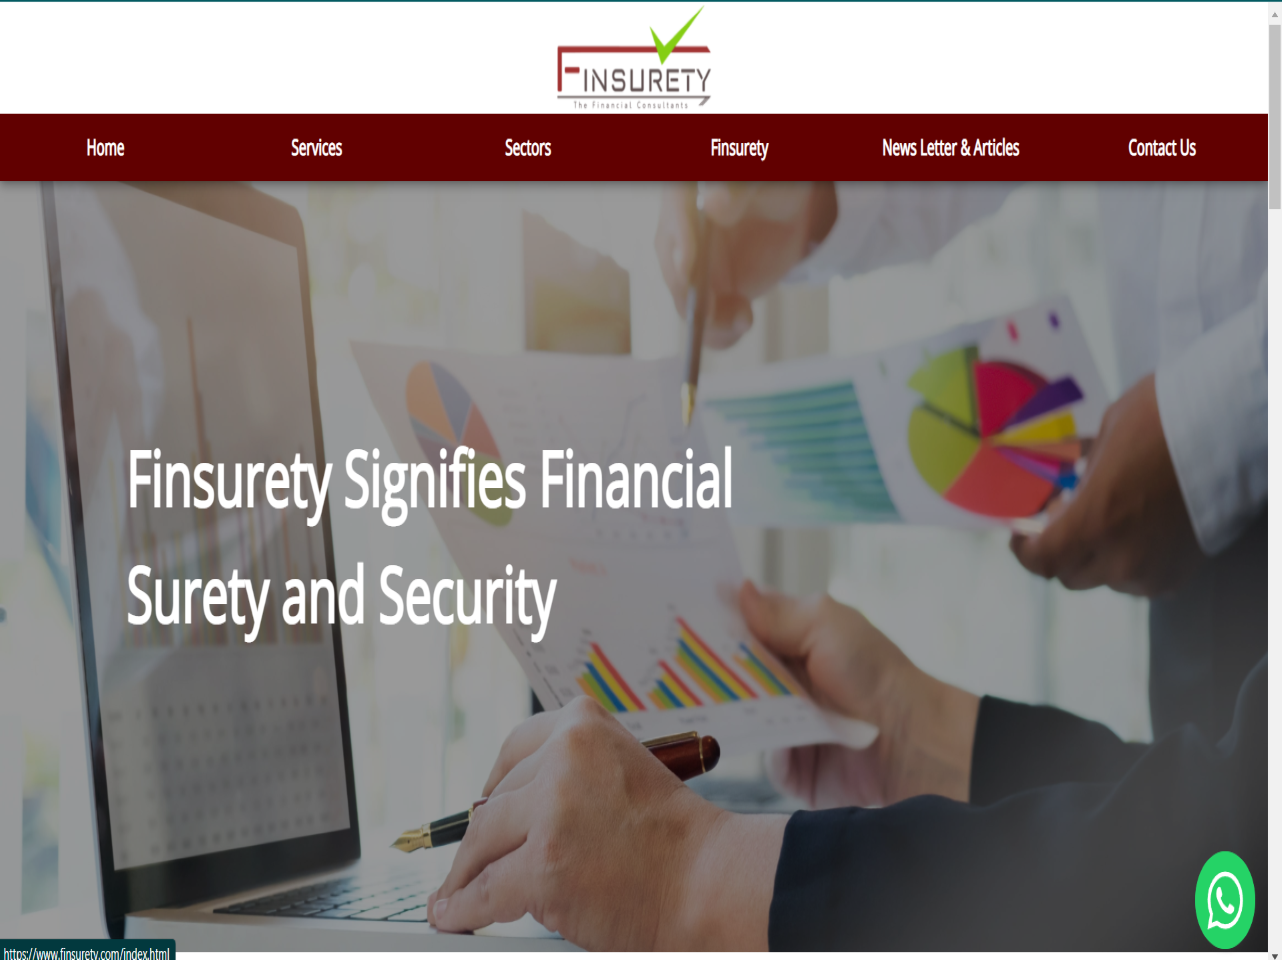 FINSURETY
The Financial Consultants
Home Services Sectors Finsurety News Letter & Articles Contact Us
Finsurety Signifies Financial
Surety and Security
https://www.finsurety.com/index.html